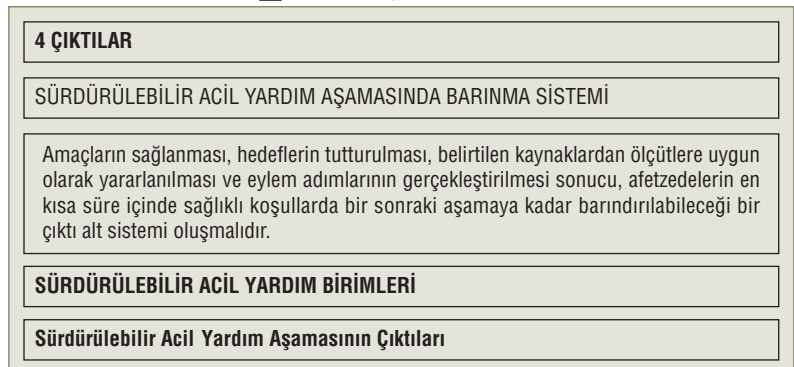 4 ÇIKTILAR
SÜRDÜRÜLEBİLİR ACİL YARDIM AŞAMASINDA BARINMA SİSTEMİ
Amaçların sağlanması, hedeflerin tutturulması, belirtilen kaynaklardan ölçütlere uygun
olarak yararlanılması ve eylem adımlarının gerçekleştirilmesi sonucu, afetzedelerin en
kısa süre içinde sağlıklı koşullarda bir sonraki aşamaya kadar barındırılabileceği bir
çıktı alt sistemi oluşmalıdır.
SÜRDÜRÜLEBİLİR ACİL YARDIM BİRİMLERİ
Sürdürülebilir Acil Yardım Aşamasının Çıktıları